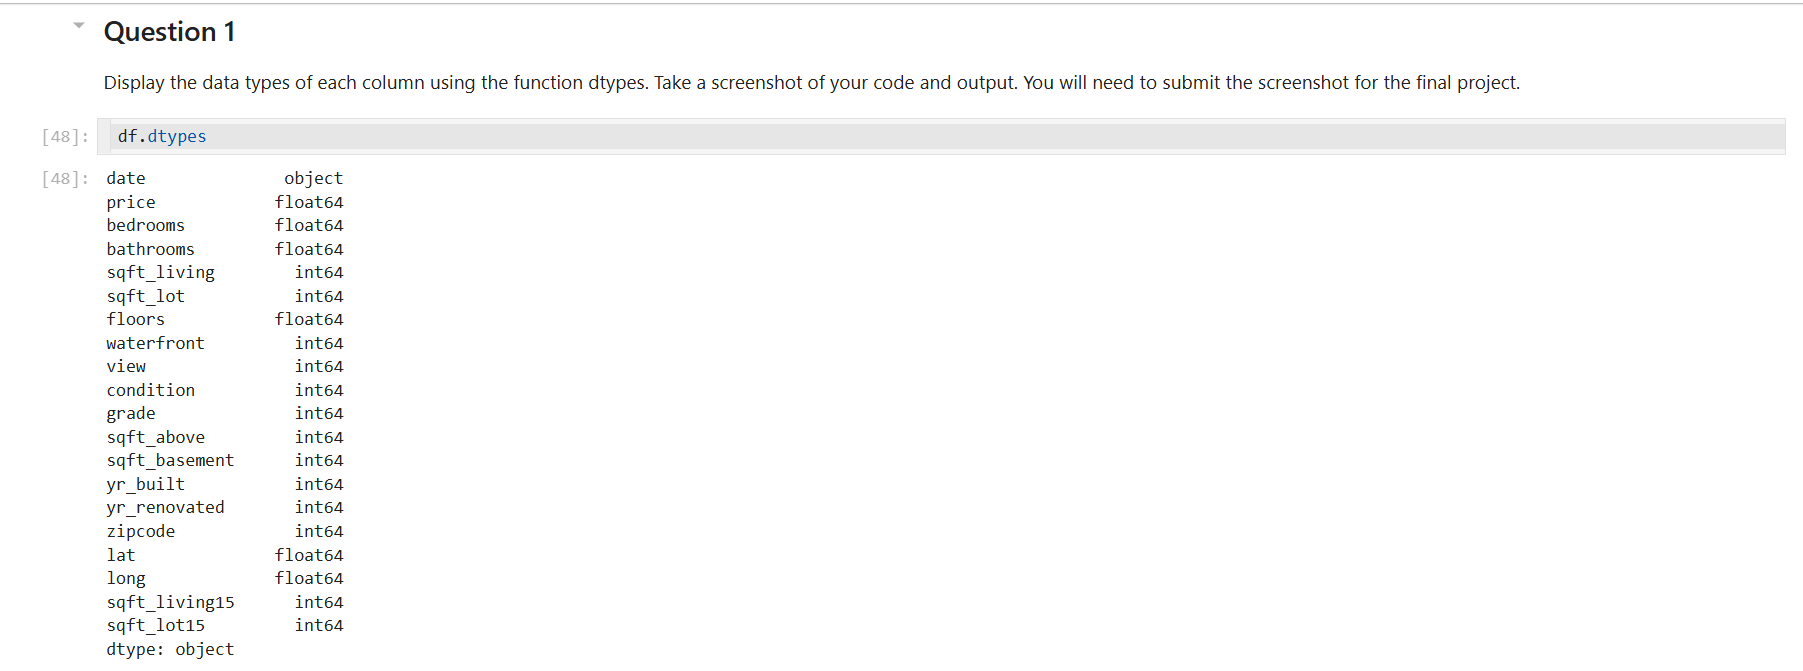 Question 1
Display the data types of each column using the function dtypes. Take a screenshot of your code and output. You will need to submit the screenshot for the final project.
[48]: df.dtypes
[48]: date object
price float64
bedrooms float64
bathrooms float64
sqft_living int64
sqft_lot int64
floors float64
waterfront int64
view int64
condition int64
grade int64
sqft_above int64
sqft_basement int64
yr_built int64
yr_renovated int64
zipcode int64
lat float64
long float64
sqft_living15 int64
sqft_lot15 int64
dtype: object